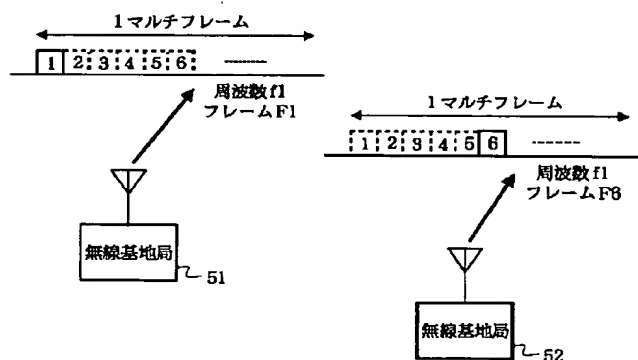 1マルチフレーム
1 2 3 4 5 6 --------
周波数f1
フレームF1
無線基地局
51
1マルチフレーム
1 2 3 4 5 6 --------
周波数f1
フレームF6
無線基地局
52